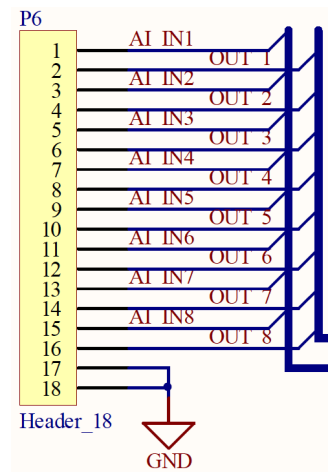 P6
1 AI_IN1
2 OUT_1
3 AI_IN2
4 OUT_2
5 AI_IN3
6 OUT_3
7 AI_IN4
8 OUT_4
9 AI_IN5
10 OUT_5
11 AI_IN6
12 OUT_6
13 AI_IN7
14 OUT_7
15 AI_IN8
16 OUT_8
17
18
Header_18
GND